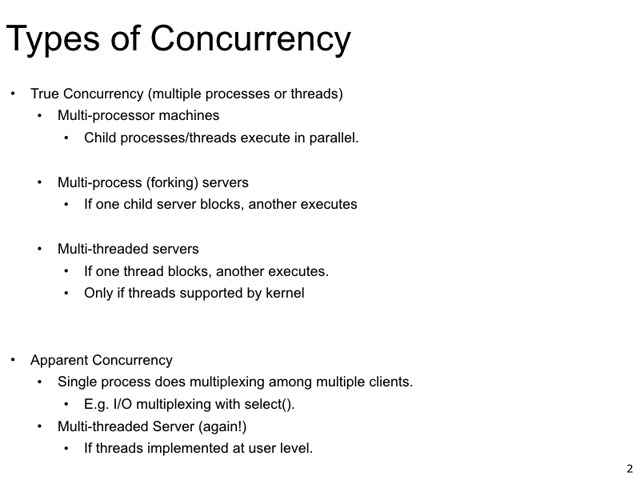 Types of Concurrency
• True Concurrency (multiple processes or threads)
• Multi-processor machines
• Child processes/threads execute in parallel.
• Multi-process (forking) servers
• If one child server blocks, another executes
• Multi-threaded servers
• If one thread blocks, another executes.
• Only if threads supported by kernel
• Apparent Concurrency
• Single process does multiplexing among multiple clients.
• E.g. I/O multiplexing with select().
• Multi-threaded Server (again!)
• If threads implemented at user level.
2